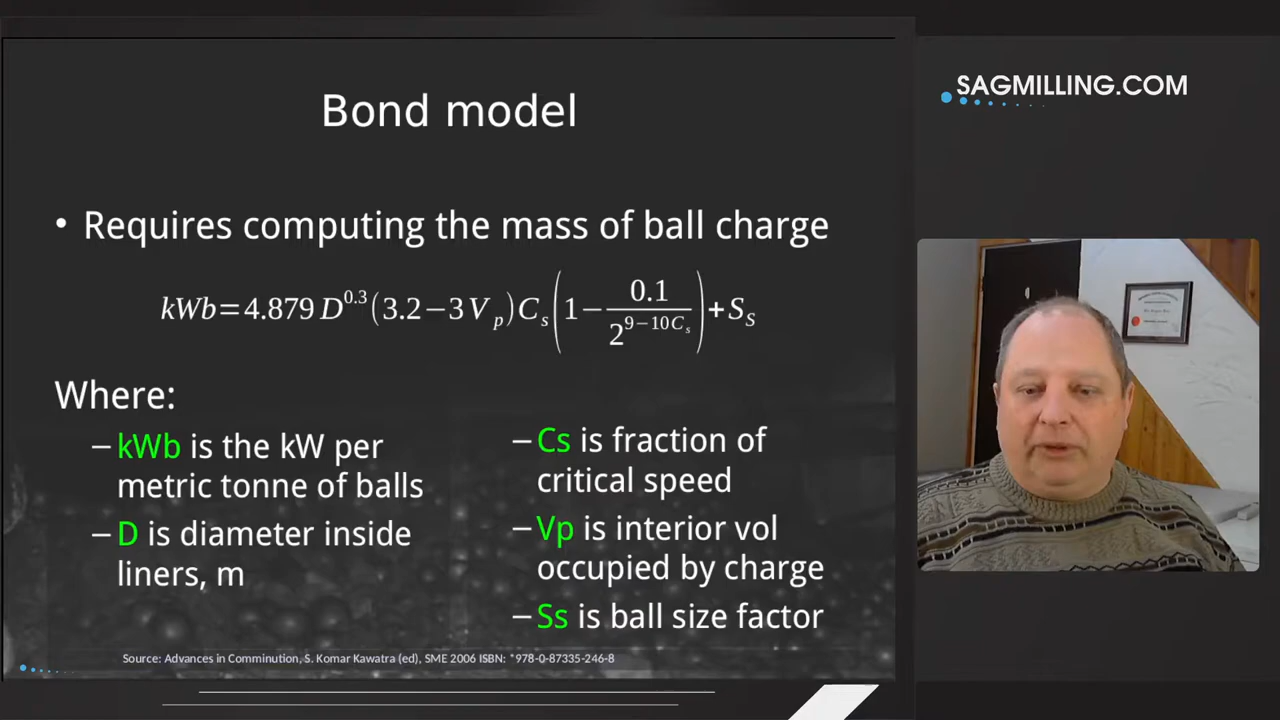 Bond model
SAGMILLING.COM
• Requires computing the mass of ball charge
kWb=4.879 D^0.3 (3.2−3 V_p) C_s (1− 0.1 / 2^(9−10C_s)) + S_S
Where:
– kWb is the kW per
metric tonne of balls
– D is diameter inside
liners, m
– Cs is fraction of
critical speed
– Vp is interior vol
occupied by charge
– Ss is ball size factor
Source: Advances in Comminution, S. Komar Kawatra (ed), SME 2006 ISBN: *978-0-87335-246-8